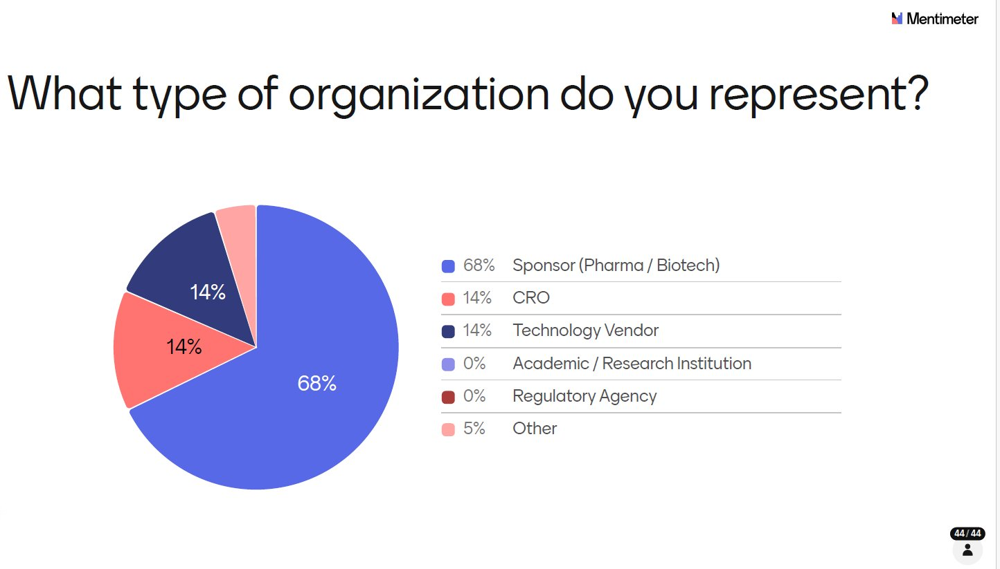 Mentimeter
What type of organization do you represent?
14%
14%
68%
68% Sponsor (Pharma / Biotech)
14% CRO
14% Technology Vendor
0% Academic / Research Institution
0% Regulatory Agency
5% Other
44 / 44